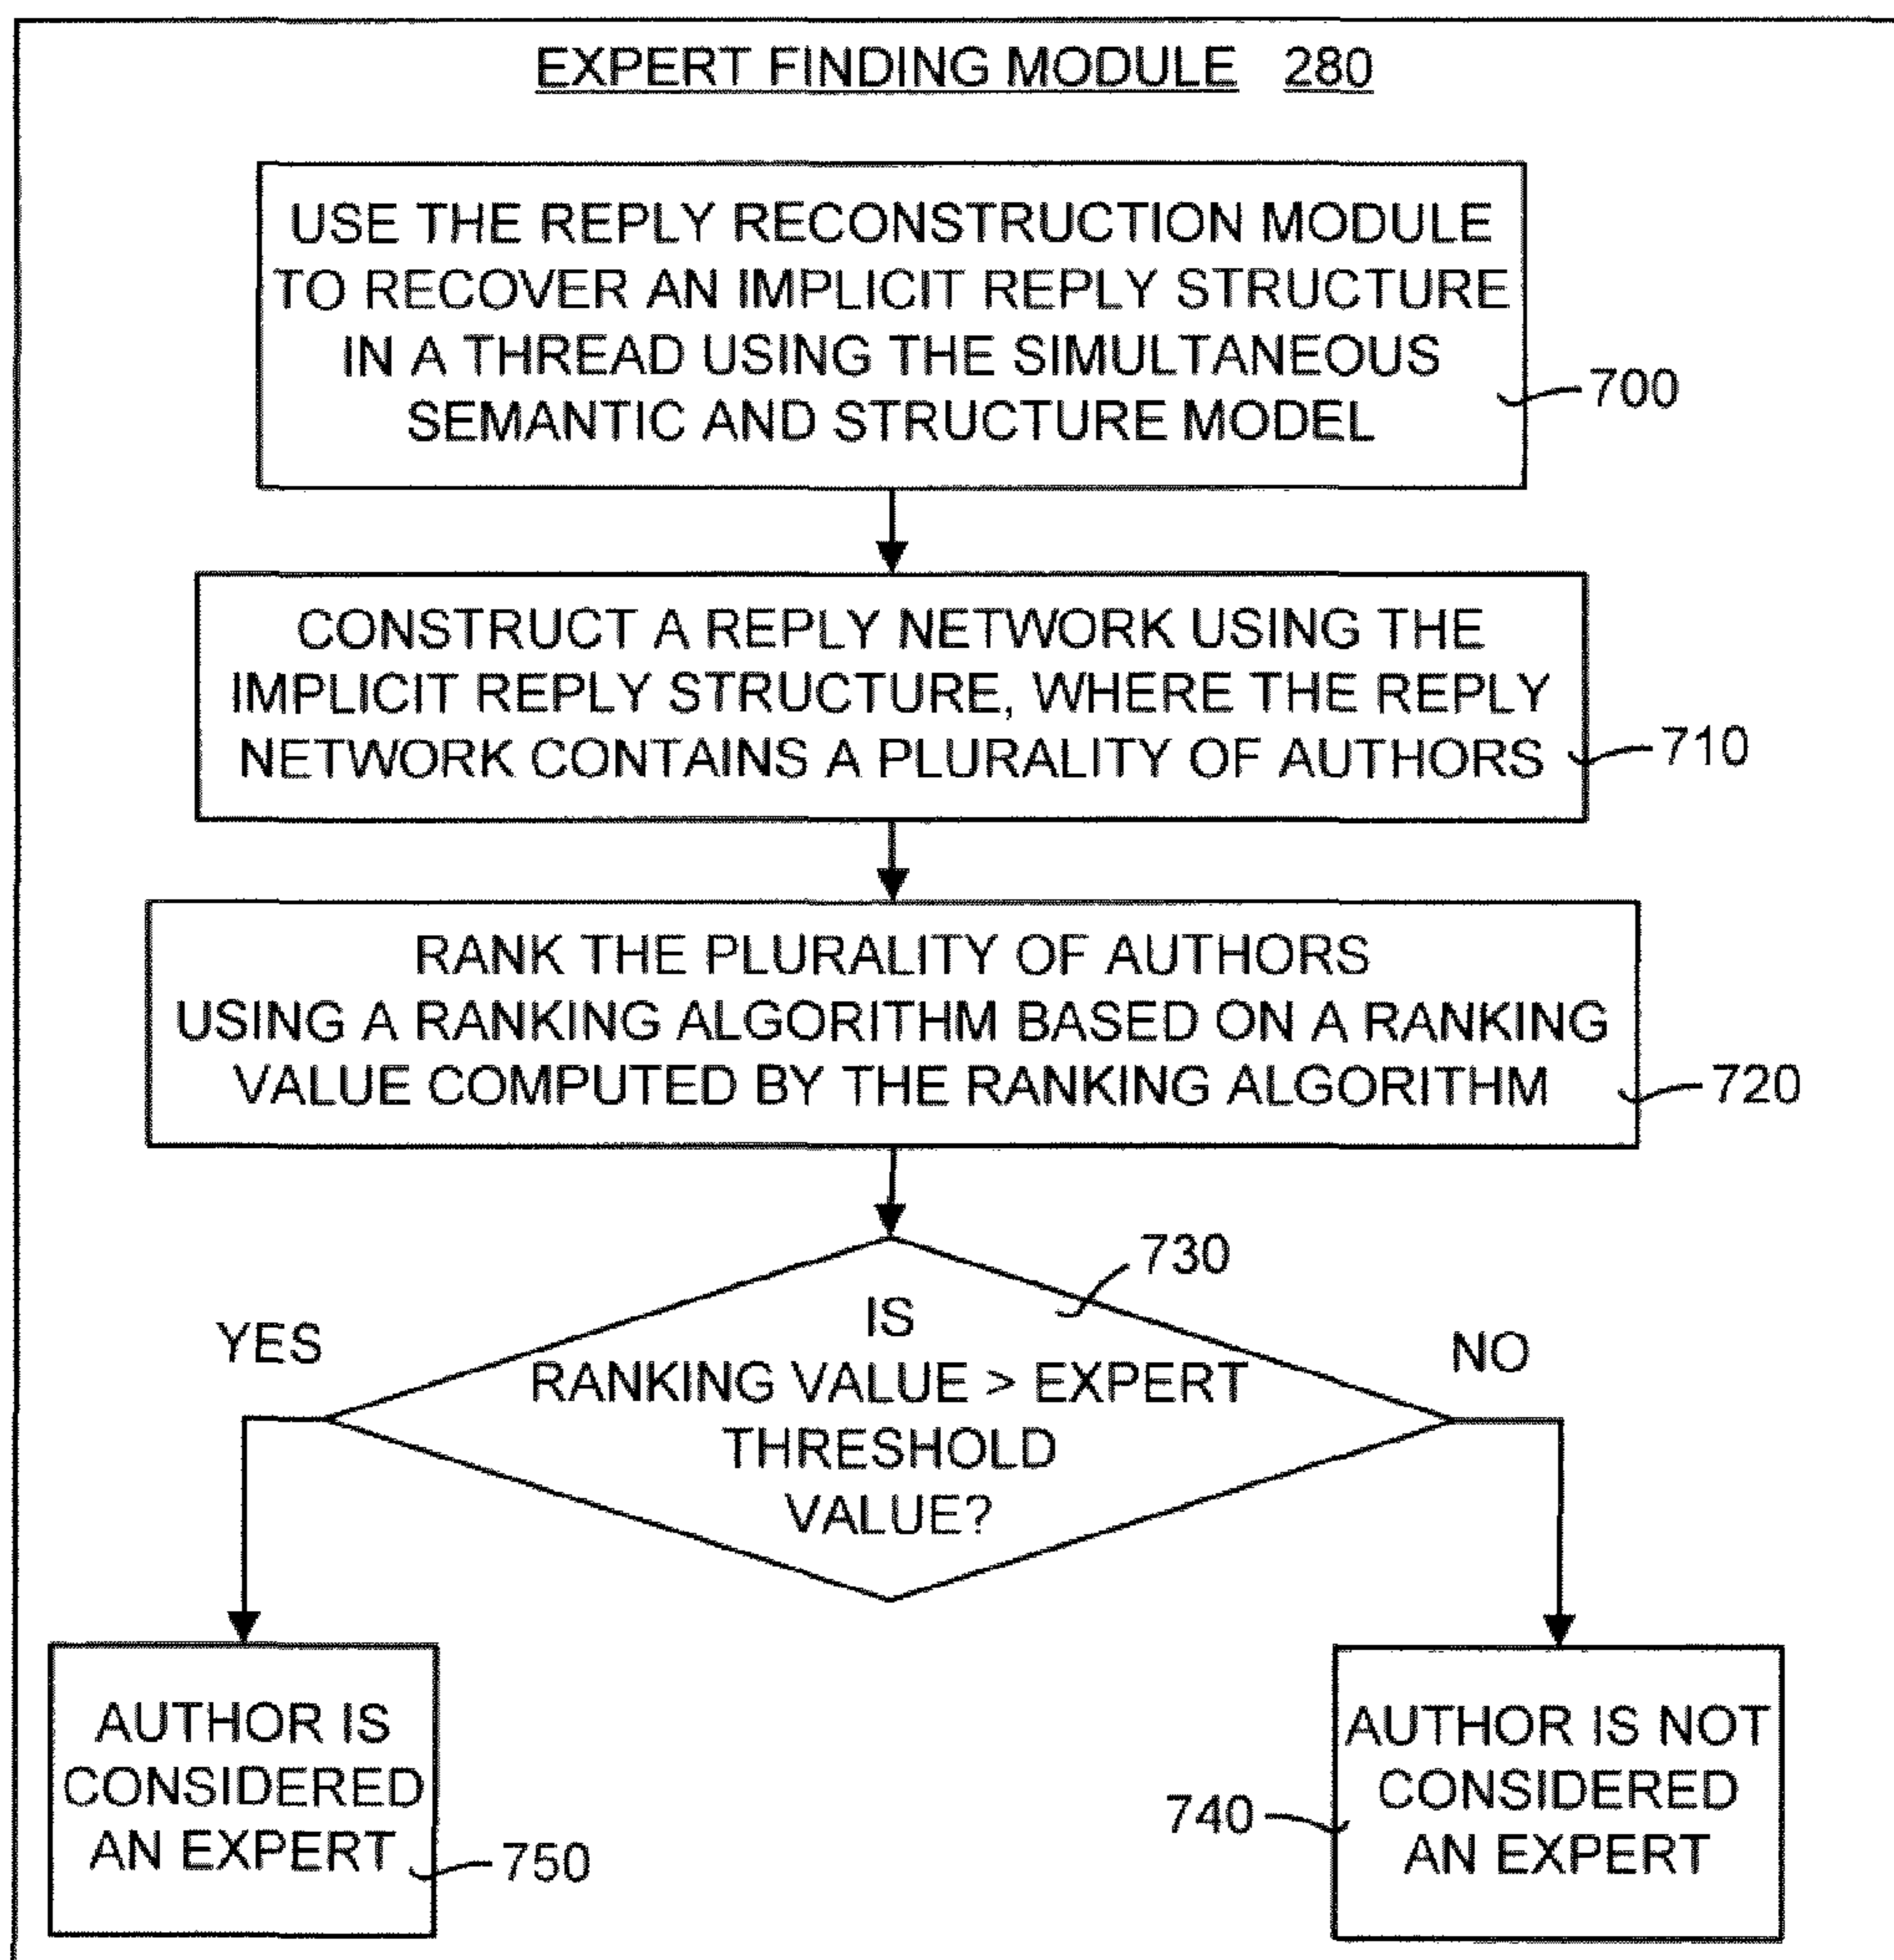 EXPERT FINDING MODULE 280
USE THE REPLY RECONSTRUCTION MODULE
TO RECOVER AN IMPLICIT REPLY STRUCTURE
IN A THREAD USING THE SIMULTANEOUS
SEMANTIC AND STRUCTURE MODEL
700
CONSTRUCT A REPLY NETWORK USING THE
IMPLICIT REPLY STRUCTURE, WHERE THE REPLY
NETWORK CONTAINS A PLURALITY OF AUTHORS
710
RANK THE PLURALITY OF AUTHORS
USING A RANKING ALGORITHM BASED ON A RANKING
VALUE COMPUTED BY THE RANKING ALGORITHM
720
730
YES
IS
RANKING VALUE > EXPERT
THRESHOLD
VALUE?
NO
AUTHOR IS
CONSIDERED
AN EXPERT
750
AUTHOR IS NOT
CONSIDERED
AN EXPERT
740